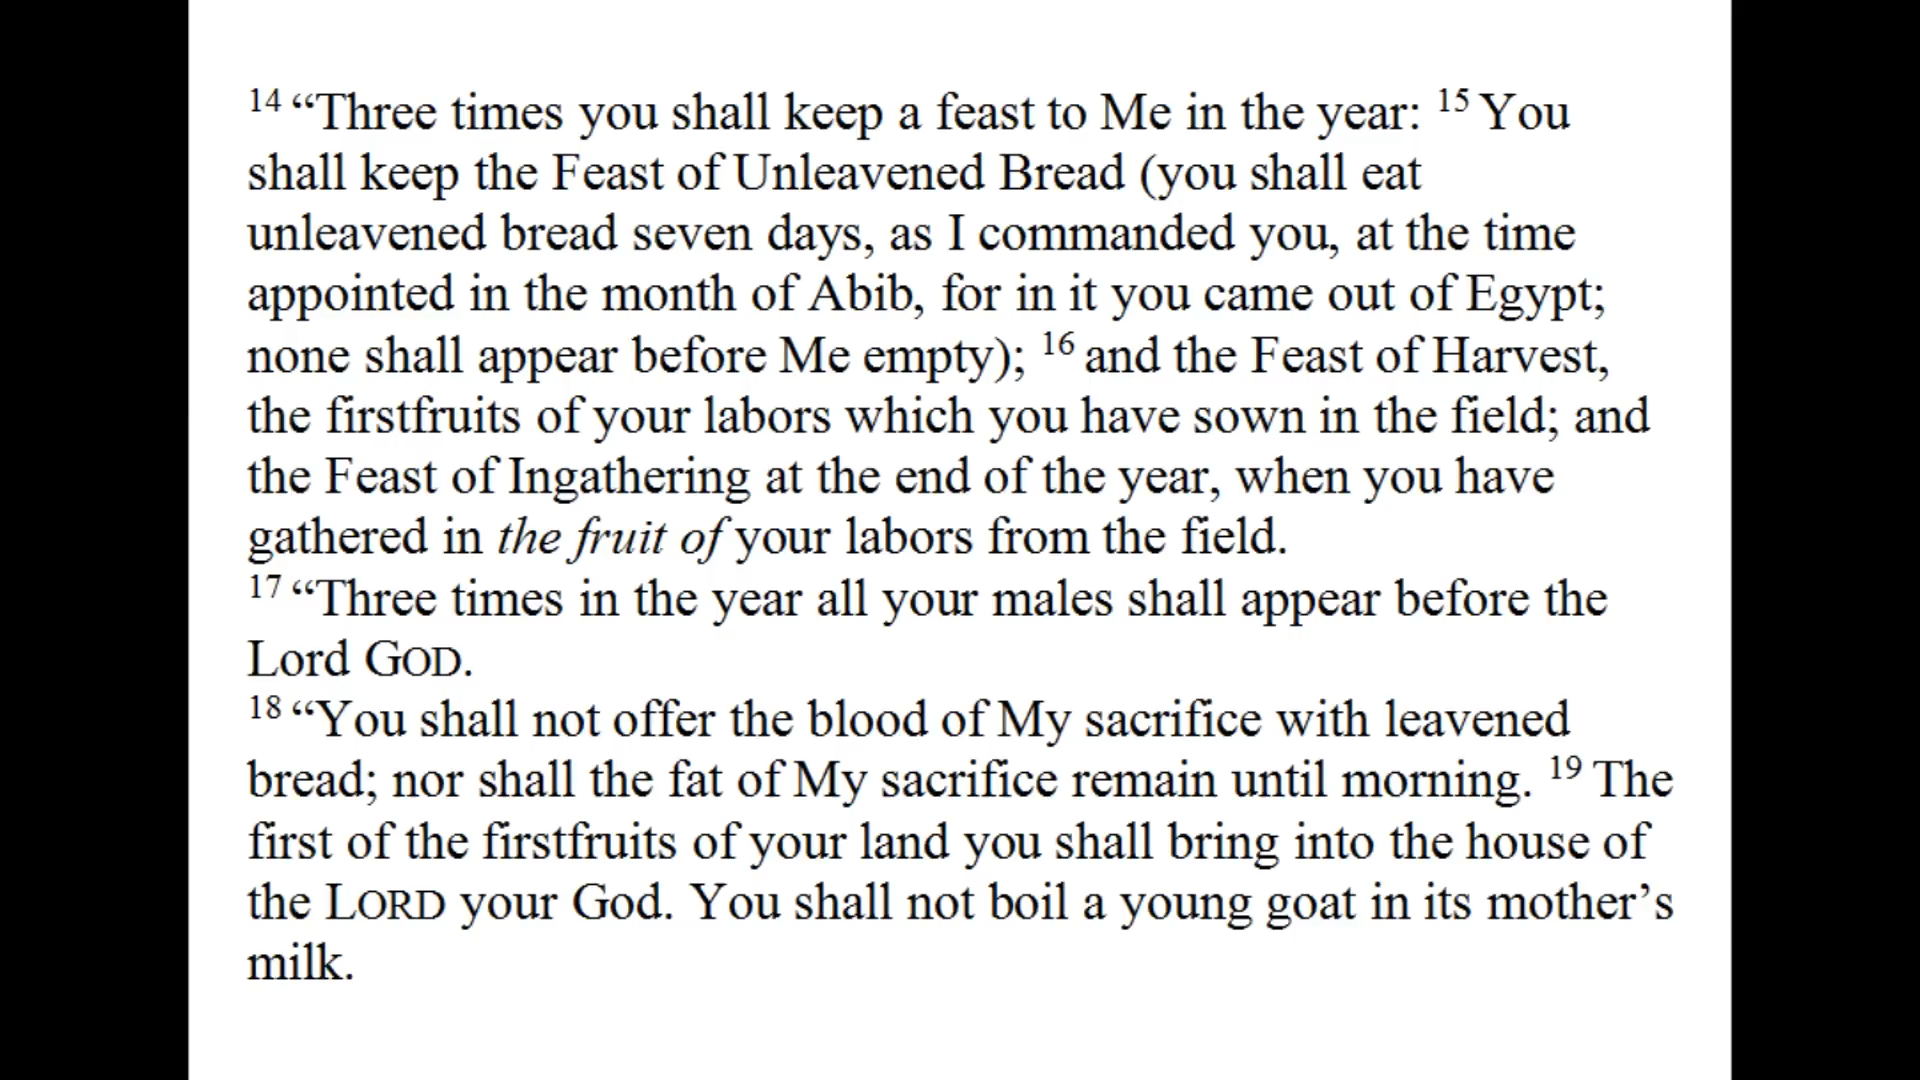 14 “Three times you shall keep a feast to Me in the year: 15 You
shall keep the Feast of Unleavened Bread (you shall eat
unleavened bread seven days, as I commanded you, at the time
appointed in the month of Abib, for in it you came out of Egypt;
none shall appear before Me empty); 16 and the Feast of Harvest,
the firstfruits of your labors which you have sown in the field; and
the Feast of Ingathering at the end of the year, when you have
gathered in the fruit of your labors from the field.
17 “Three times in the year all your males shall appear before the
Lord GOD.
18 “You shall not offer the blood of My sacrifice with leavened
bread; nor shall the fat of My sacrifice remain until morning. 19 The
first of the firstfruits of your land you shall bring into the house of
the LORD your God. You shall not boil a young goat in its mother’s
milk.